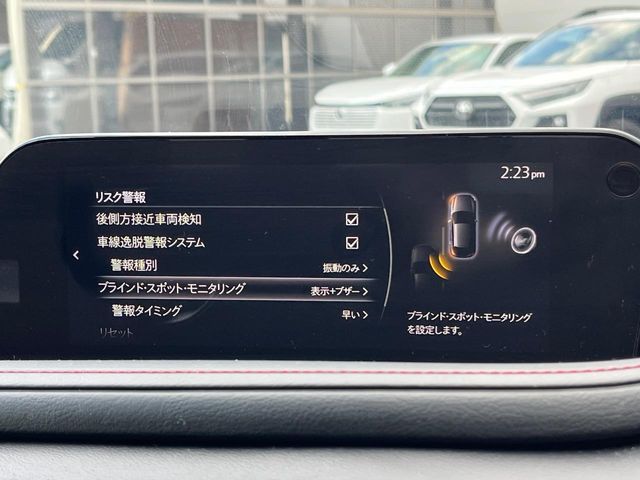 2:23pm
リスク警報
後側方接近車両検知
車線逸脱警報システム
警報種別 振動のみ
ブラインド・スポット・モニタリング 表示+ブザー
警報タイミング 早い
リセット
ブラインド・スポット・モニタリング
を設定します。